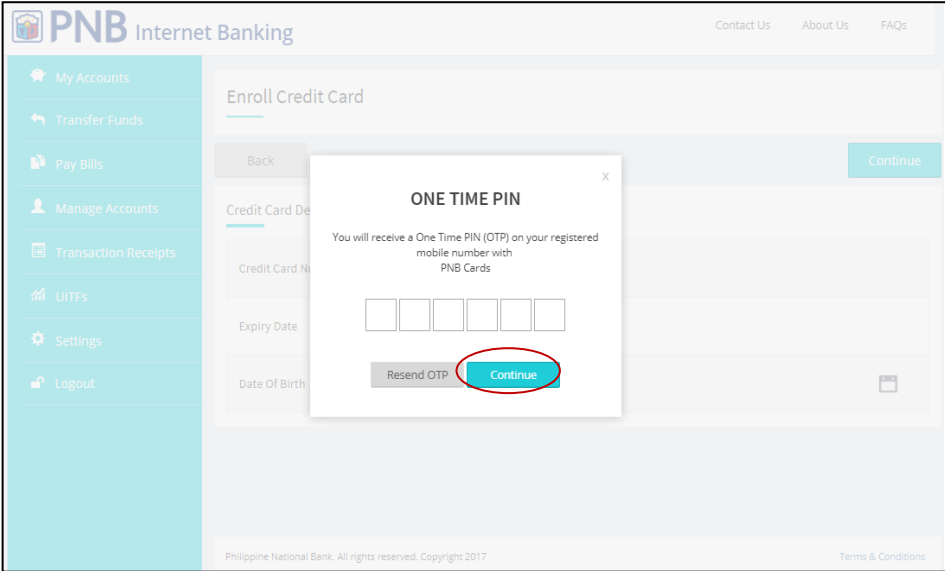 PNB Internet Banking
Contact Us About Us FAQs
My Accounts
Transfer Funds
Pay Bills
Manage Accounts
Transaction Receipts
UITFs
Settings
Logout
Enroll Credit Card
Back
Continue
Credit Card De
Credit Card Nu
Expiry Date
Date Of Birth
x
ONE TIME PIN
You will receive a One Time PIN (OTP) on your registered
mobile number with
PNB Cards
Resend OTP Continue
Philippine National Bank. All rights reserved. Copyright 2017
Terms & Conditions